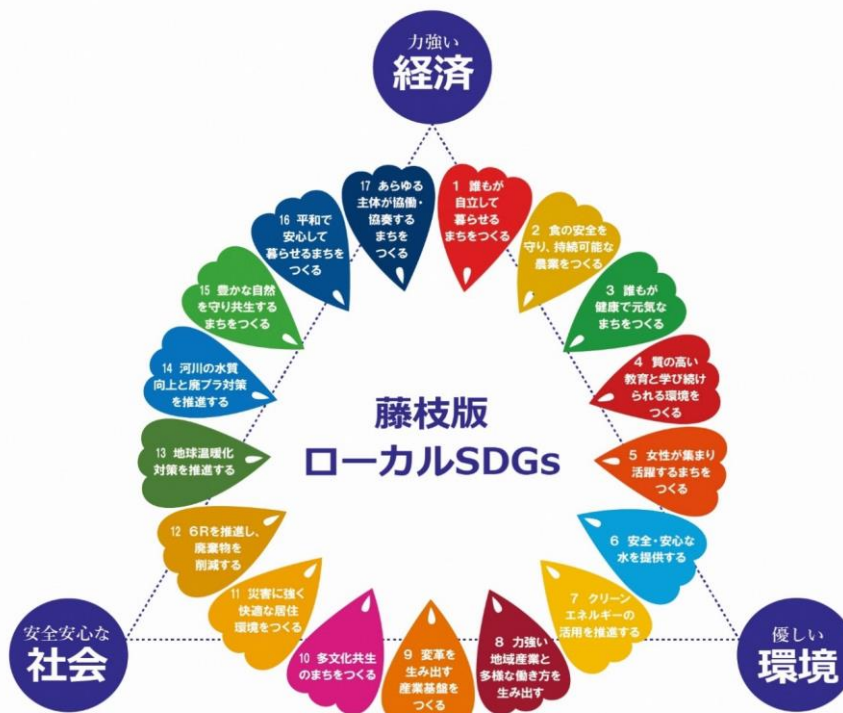 力強い
経済
17 あらゆる
主体が協働・
協奏する
まちを
つくる
1 誰もが
自立して
暮らせる
まちをつくる
2 食の安全を
守り、持続可能な
農業をつくる
3 誰もが
健康で元気な
まちをつくる
4 質の高い
教育と学び続け
られる環境を
つくる
5 女性が集まり
活躍するまちを
つくる
6 安全・安心な
水を提供する
7 クリーン
エネルギーの
活用を推進する
8 力強い
地域産業と
多様な働き方を
生み出す
9 変革を
生み出す
産業基盤を
つくる
10 多文化共生
のまちをつくる
11 災害に強く
快適な居住
環境をつくる
12 6Rを推進し、
廃棄物を
削減する
13 地球温暖化
対策を推進する
14 河川の水質
向上と廃プラ対策
を推進する
15 豊かな自然
を守り共生する
まちをつくる
16 平和で
安心して
暮らせるまちを
つくる
藤枝版
ローカルSDGs
安全安心な
社会
優しい
環境